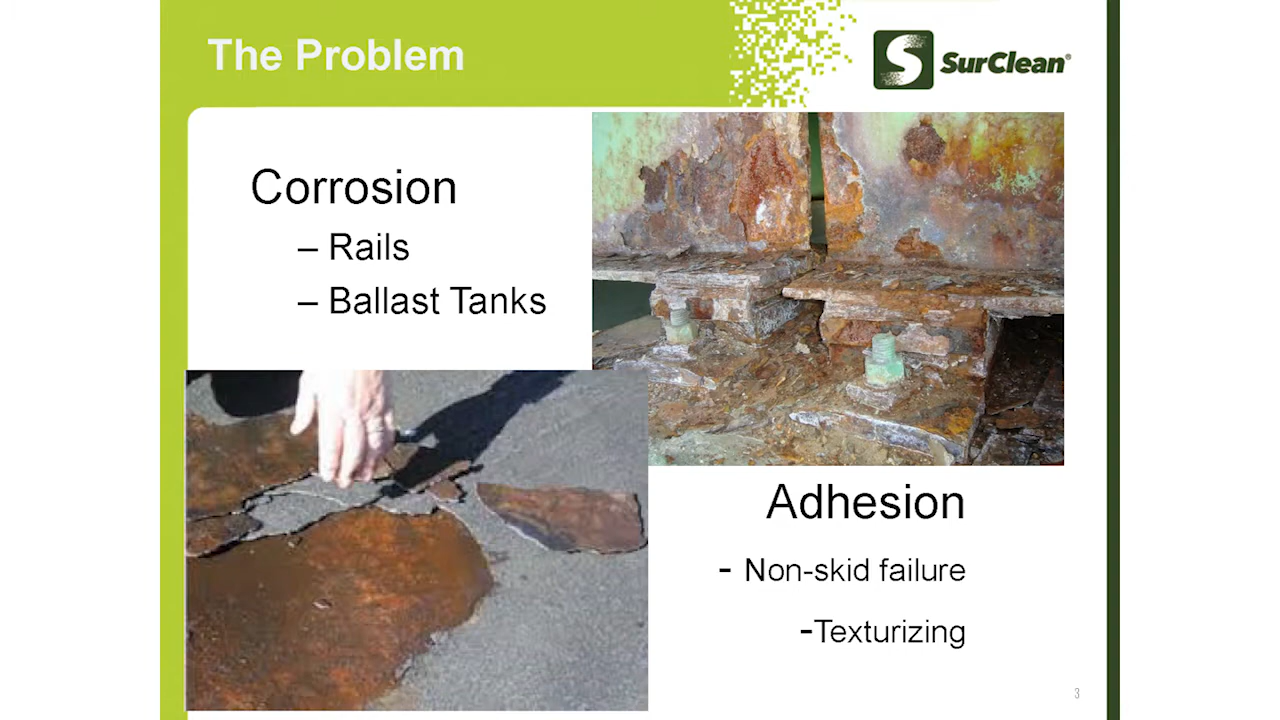 The Problem
SurClean®
Corrosion
– Rails
– Ballast Tanks
Adhesion
- Non-skid failure
-Texturizing
3